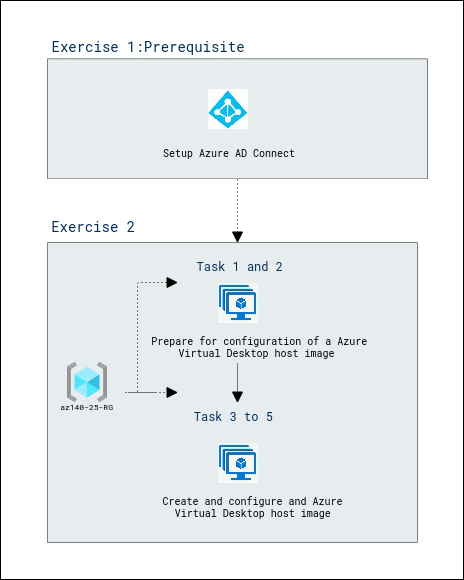 Exercise 1:Prerequisite
Setup Azure AD Connect
Exercise 2
Task 1 and 2
Prepare for configuration of a Azure
Virtual Desktop host image
az140-25-RG
Task 3 to 5
Create and configure and Azure
Virtual Desktop host image